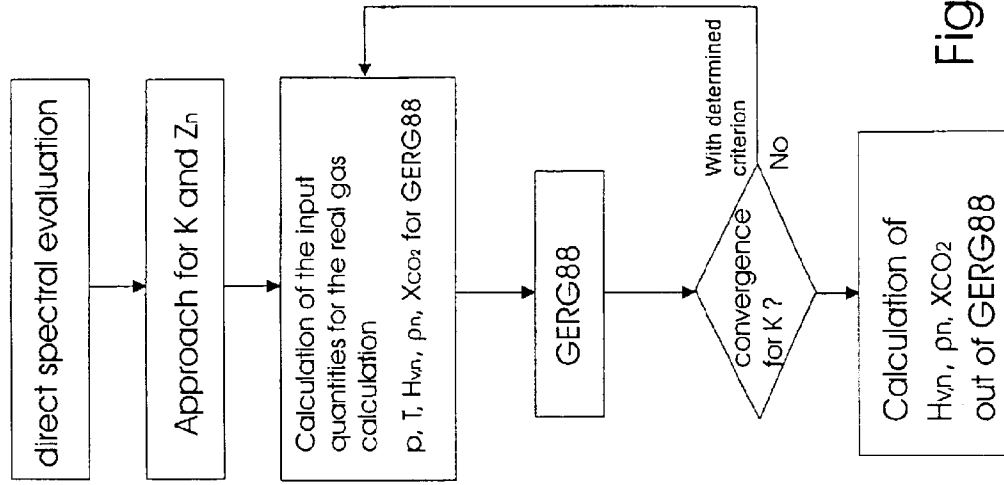 direct spectral evaluation
Approach for K and Zn
Calculation of the input
quantities for the real gas
calculation
p, T, Hvn, ρn, XCO2 for GERG88
GERG88
convergence
for K?
With determined
criterion
No
Calculation of
Hvn, ρn, XCO2
out of GERG88
Fig